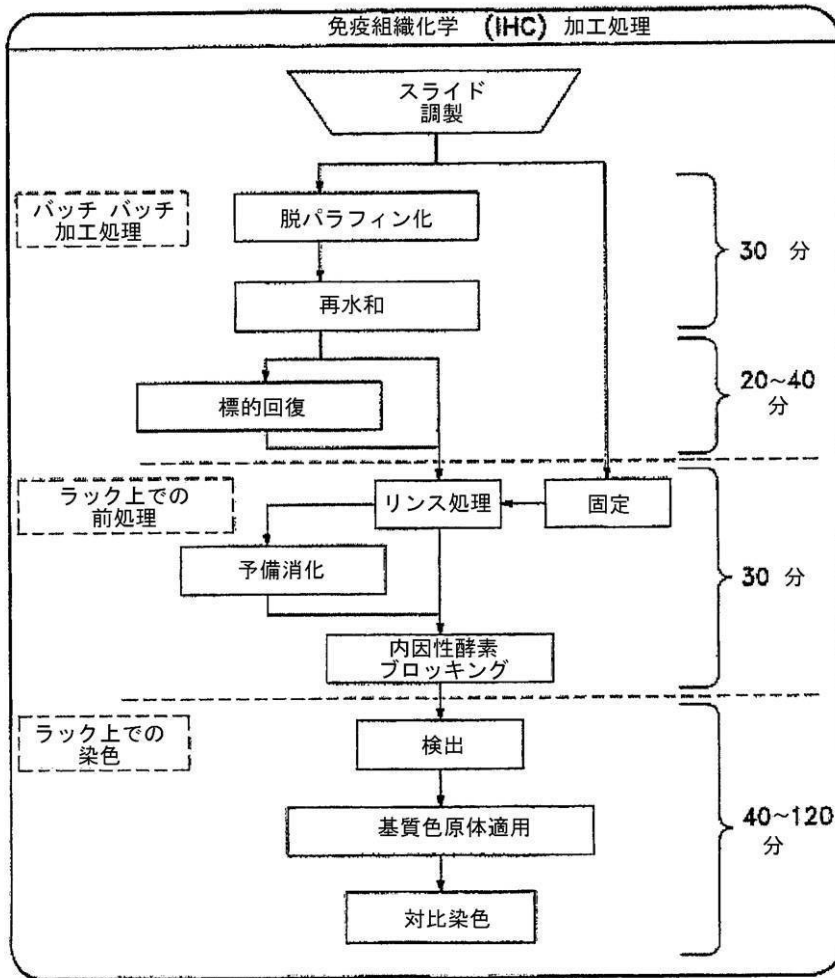 免疫組織化学 (IHC) 加工処理
スライド
調製
バッチ バッチ
加工処理
脱パラフィン化
30 分
再水和
標的回復
20~40
分
ラック上での
前処理
リンス処理
固定
予備消化
30 分
内因性酵素
ブロッキング
ラック上での
染色
検出
基質色原体適用
40~120
分
対比染色